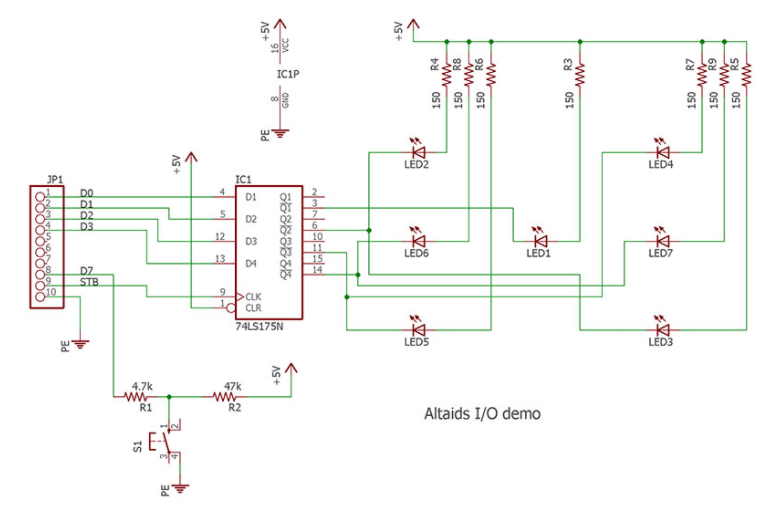 +5V
16
VCC
IC1P
8
GND
PE
+5V
R4
150
R8
150
R6
150
R3
150
R7
150
R9
150
R5
150
LED2
LED4
+5V
JP1
IC1
1
D0
4
D1
Q1
2
2
D1
Q1
3
3
D2
5
D2
Q2
7
4
D3
Q2
6
5
12
D3
Q3
10
6
Q3
11
7
13
D4
Q4
15
8
D7
Q4
14
9
STB
9
CLK
10
1
CLR
74LS175N
LED6
LED1
LED7
LED5
LED3
PE
4.7k
R1
47k
R2
+5V
S1
1
2
3
4
PE
Altaids I/O demo